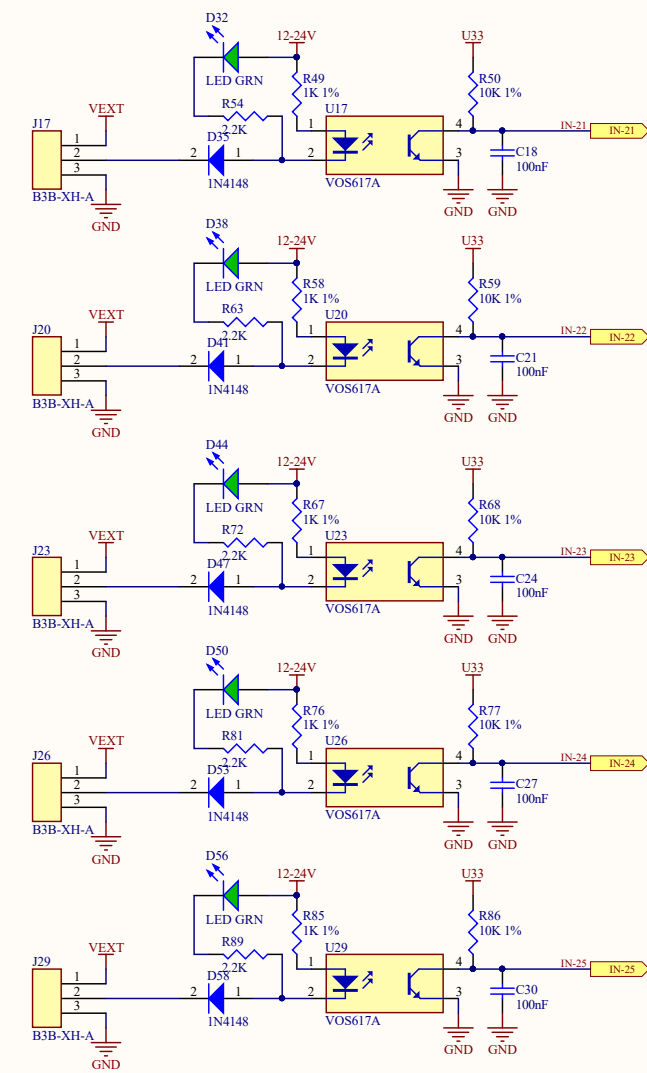 D32
LED GRN
12-24V
R49
1K 1%
U33
R50
10K 1%
R54
2.2K
U17
J17
VEXT
1
2
3
B3B-XH-A
GND
D35
2
1
1N4148
1
2
VOS617A
4
3
C18
100nF
GND
GND
IN-21
IN-21
D38
LED GRN
12-24V
R58
1K 1%
U33
R59
10K 1%
R63
2.2K
U20
J20
VEXT
1
2
3
B3B-XH-A
GND
D41
2
1
1N4148
1
2
VOS617A
4
3
C21
100nF
GND
GND
IN-22
IN-22
D44
LED GRN
12-24V
R67
1K 1%
U33
R68
10K 1%
R72
2.2K
U23
J23
VEXT
1
2
3
B3B-XH-A
GND
D47
2
1
1N4148
1
2
VOS617A
4
3
C24
100nF
GND
GND
IN-23
IN-23
D50
LED GRN
12-24V
R76
1K 1%
U33
R77
10K 1%
R81
2.2K
U26
J26
VEXT
1
2
3
B3B-XH-A
GND
D53
2
1
1N4148
1
2
VOS617A
4
3
C27
100nF
GND
GND
IN-24
IN-24
D56
LED GRN
12-24V
R85
1K 1%
U33
R86
10K 1%
R89
2.2K
U29
J29
VEXT
1
2
3
B3B-XH-A
GND
D58
2
1
1N4148
1
2
VOS617A
4
3
C30
100nF
GND
GND
IN-25
IN-25